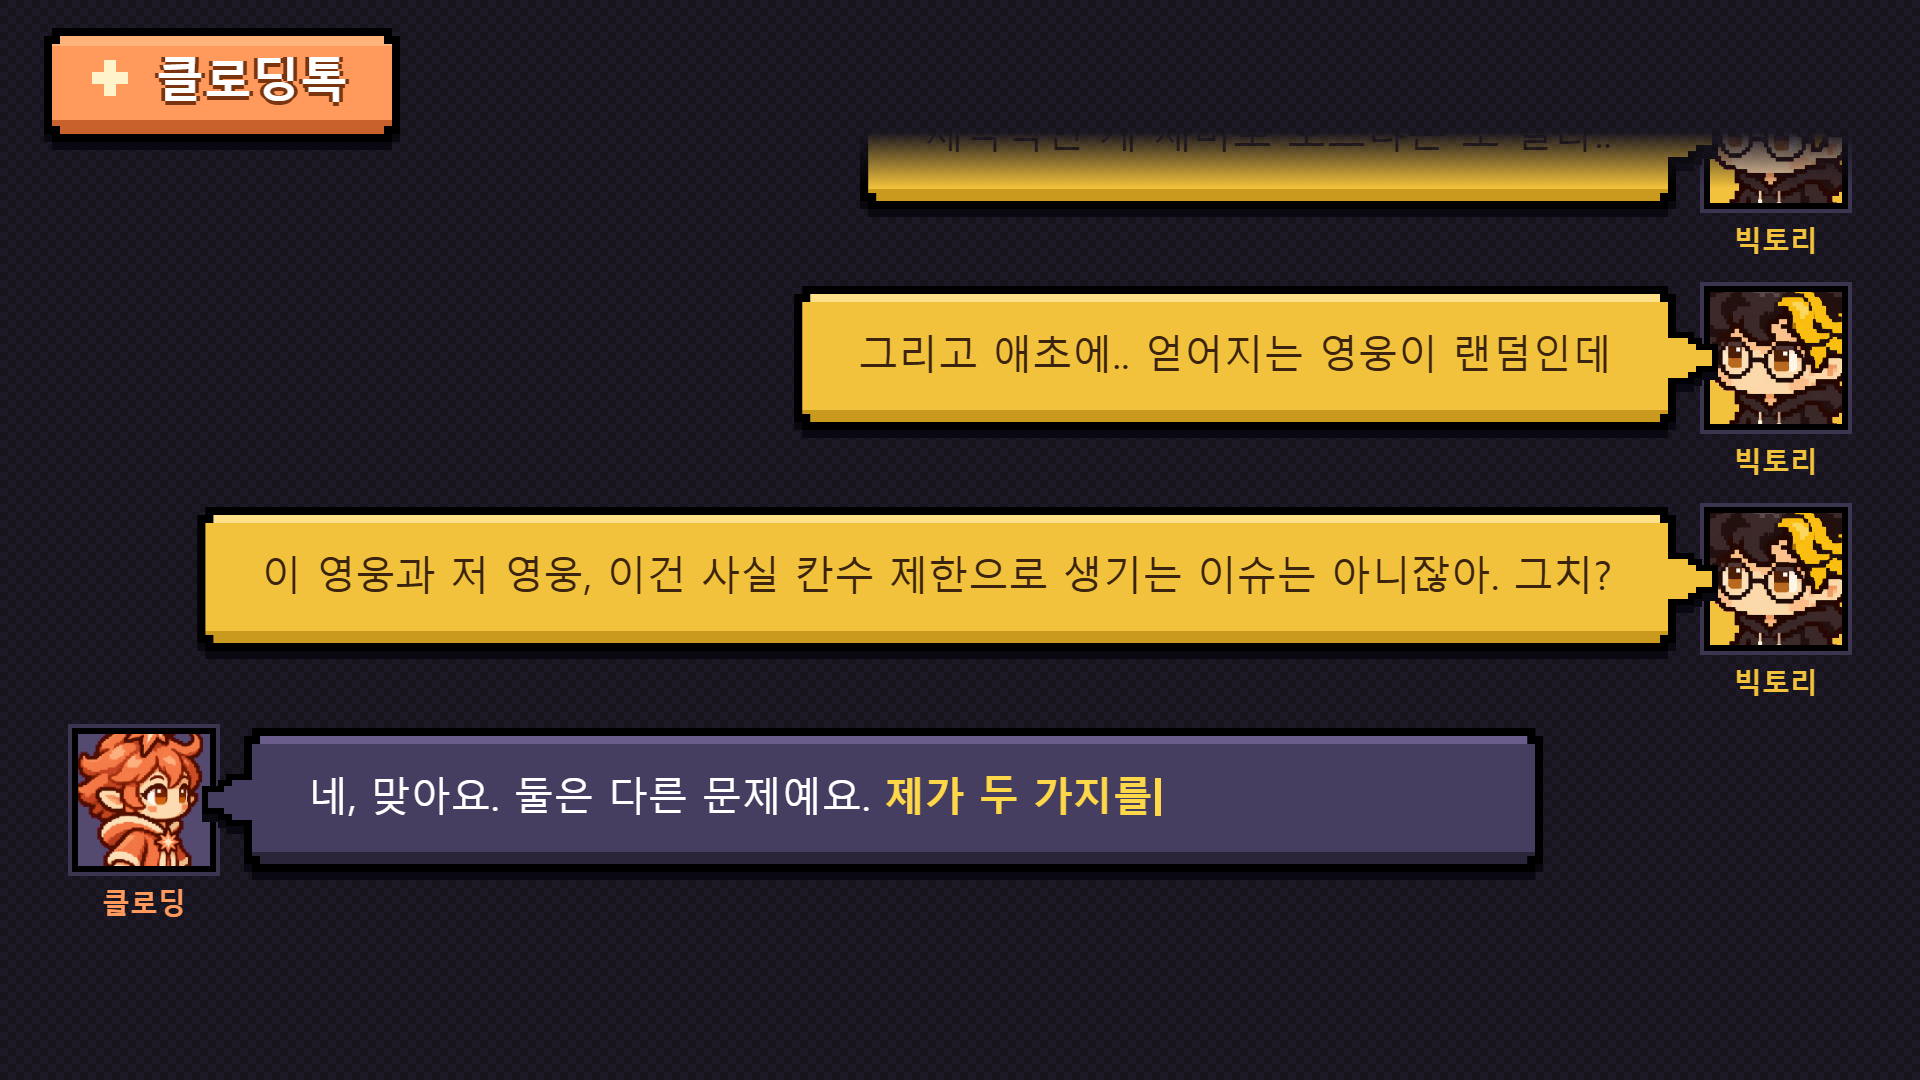 클로딩톡
빅토리
그리고 애초에.. 얻어지는 영웅이 랜덤인데
빅토리
이 영웅과 저 영웅, 이건 사실 칸수 제한으로 생기는 이슈는 아니잖아. 그치?
빅토리
네, 맞아요. 둘은 다른 문제예요. 제가 두 가지를
클로딩